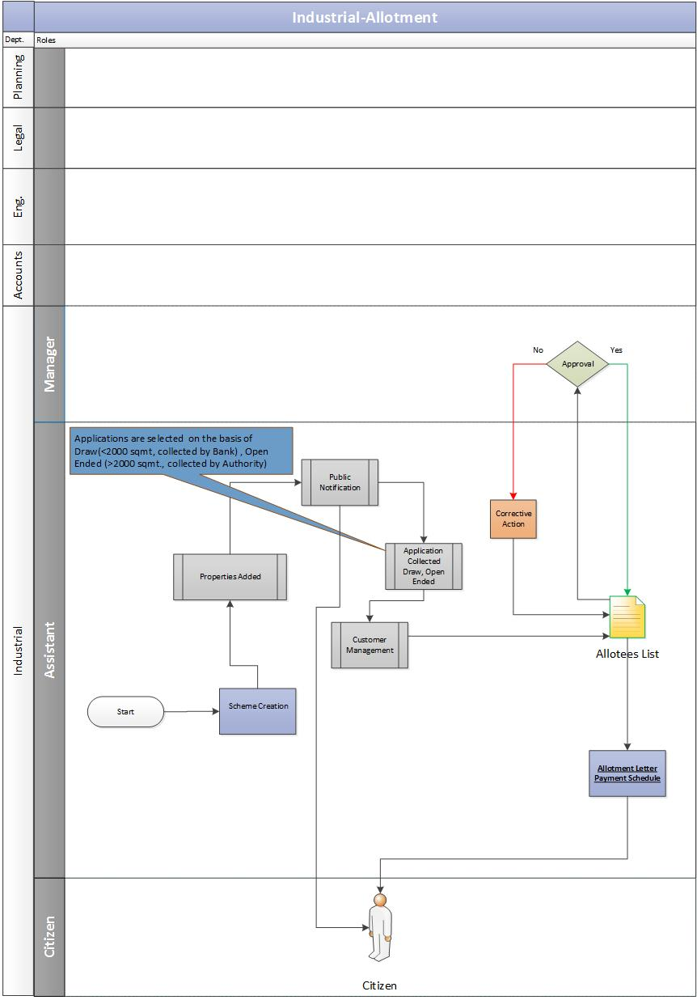 Industrial-Allotment
Dept.
Roles
Planning
Legal
Eng.
Accounts
Industrial
Manager
No
Yes
Approval
Assistant
Applications are selected on the basis of
Draw(<2000 sqmt, collected by Bank) , Open
Ended (>2000 sqmt., collected by Authority)
Public
Notification
Corrective
Action
Application
Collected
Draw, Open
Ended
Properties Added
Customer
Management
Allotees List
Start
Scheme Creation
Allotment Letter
Payment Schedule
Citizen
Citizen